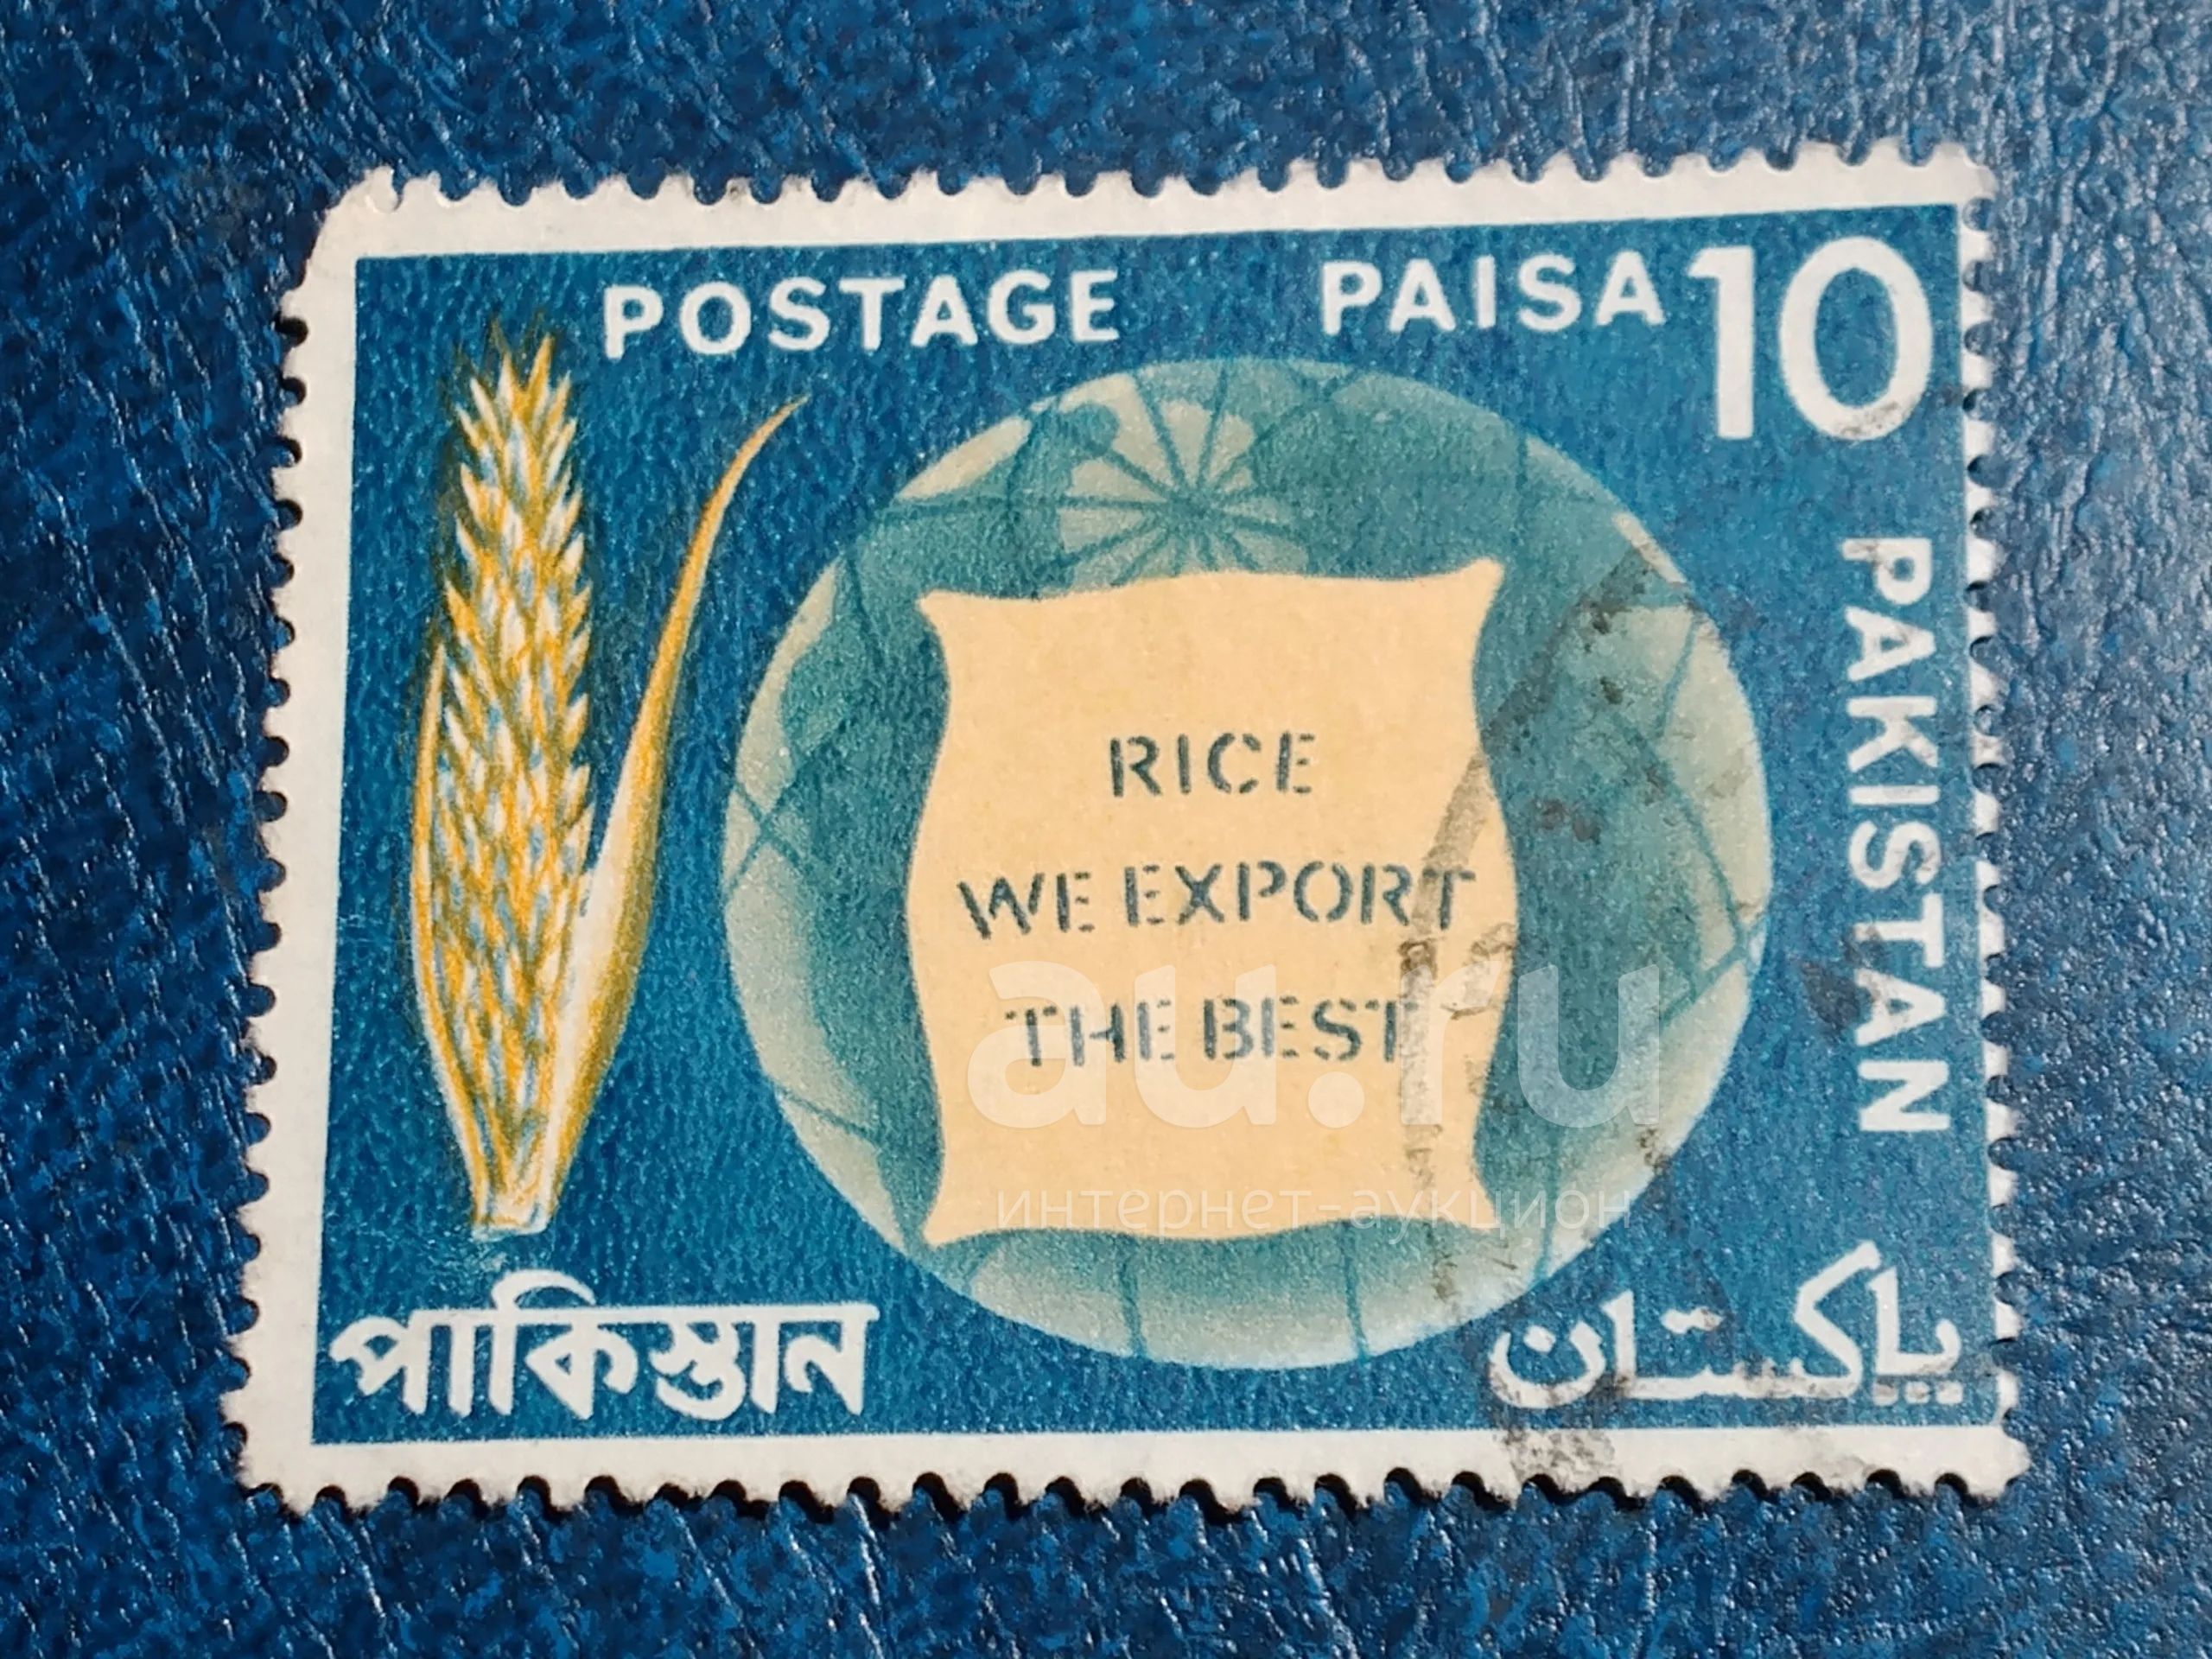 POSTAGE PAISA 10
PAKISTAN
RICE
WE EXPORT
THE BEST
au.ru
интернет-аукцион
পাকিস্তান
پاکستان